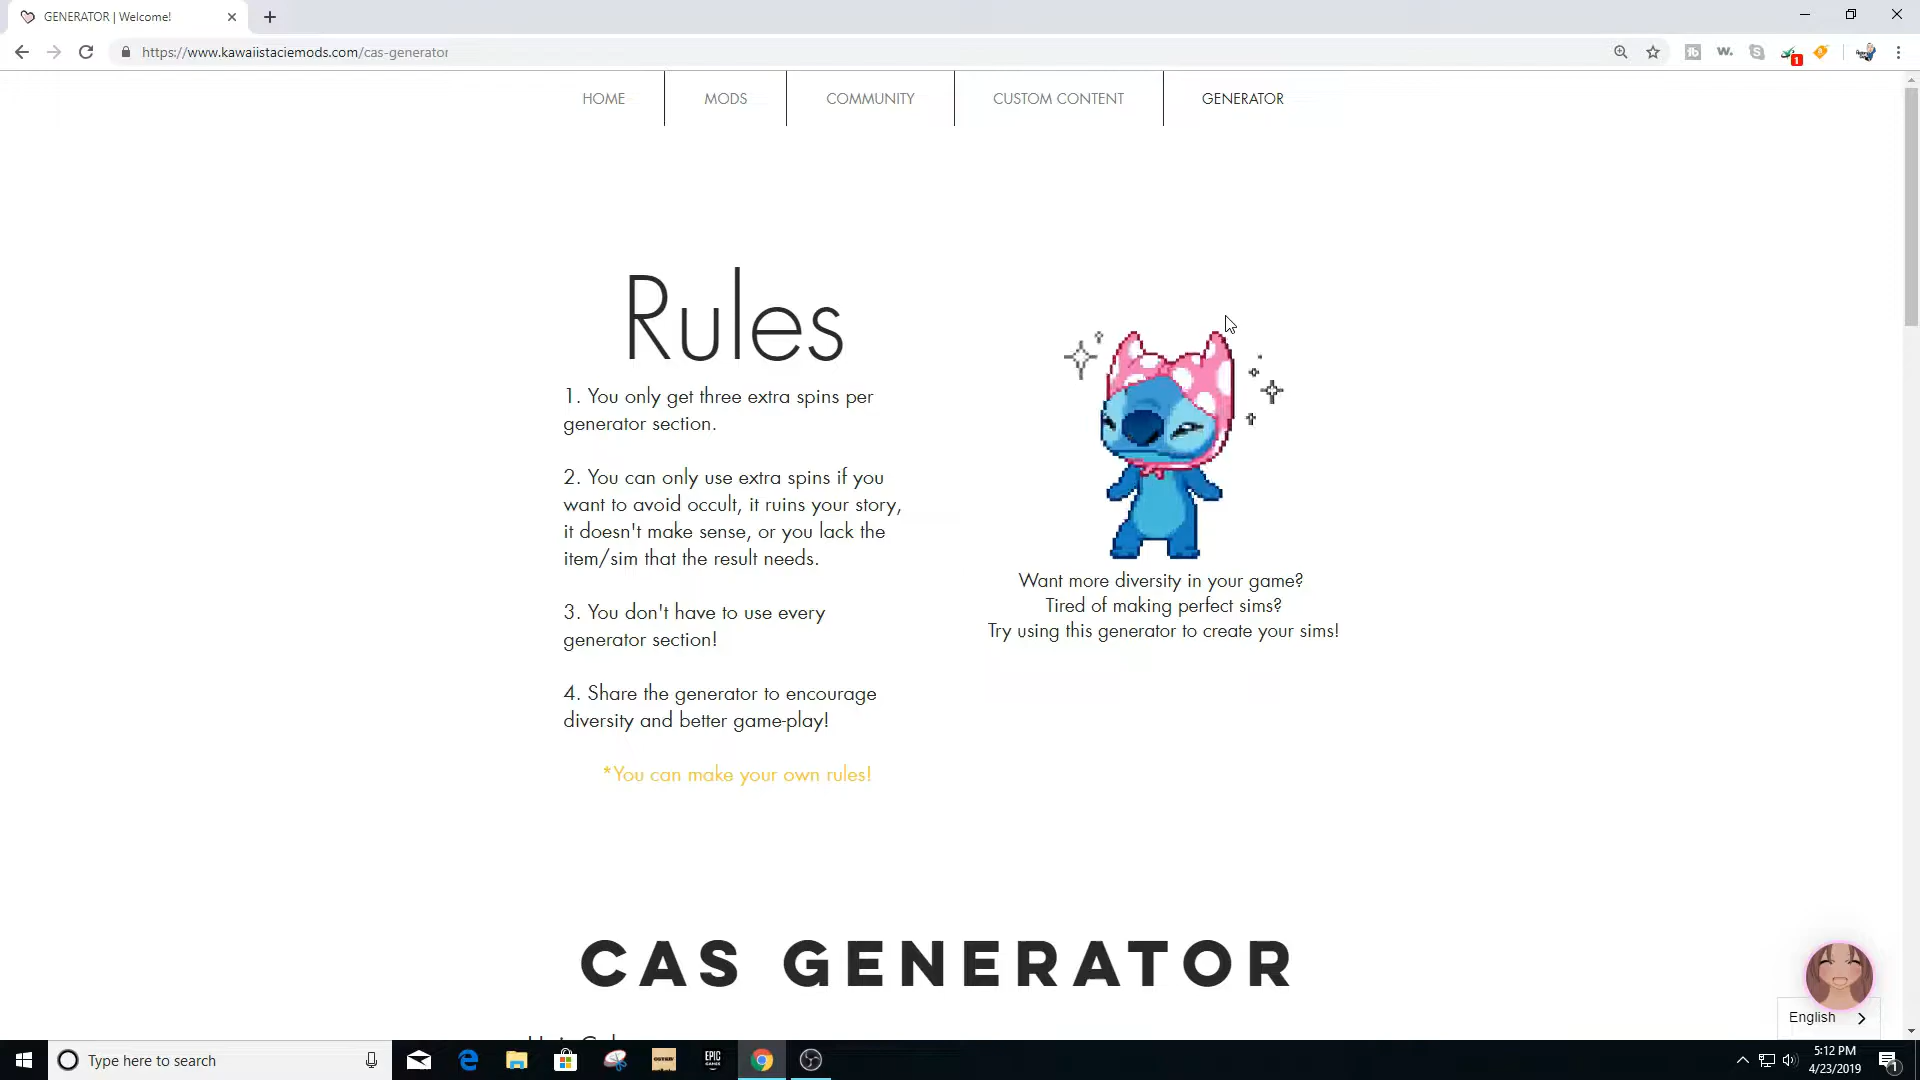 GENERATOR | Welcome!
https://www.kawaiistaciemods.com/cas-generator
1
HOME
MODS
COMMUNITY
CUSTOM CONTENT
GENERATOR
Rules
1. You only get three extra spins per
generator section.
2. You can only use extra spins if you
want to avoid occult, it ruins your story,
it doesn't make sense, or you lack the
item/sim that the result needs.
3. You don't have to use every
generator section!
4. Share the generator to encourage
diversity and better game-play!
*You can make your own rules!
Want more diversity in your game?
Tired of making perfect sims?
Try using this generator to create your sims!
CAS GENERATOR
English
Type here to search
EPIC
GAMES
5:12 PM
4/23/2019
1